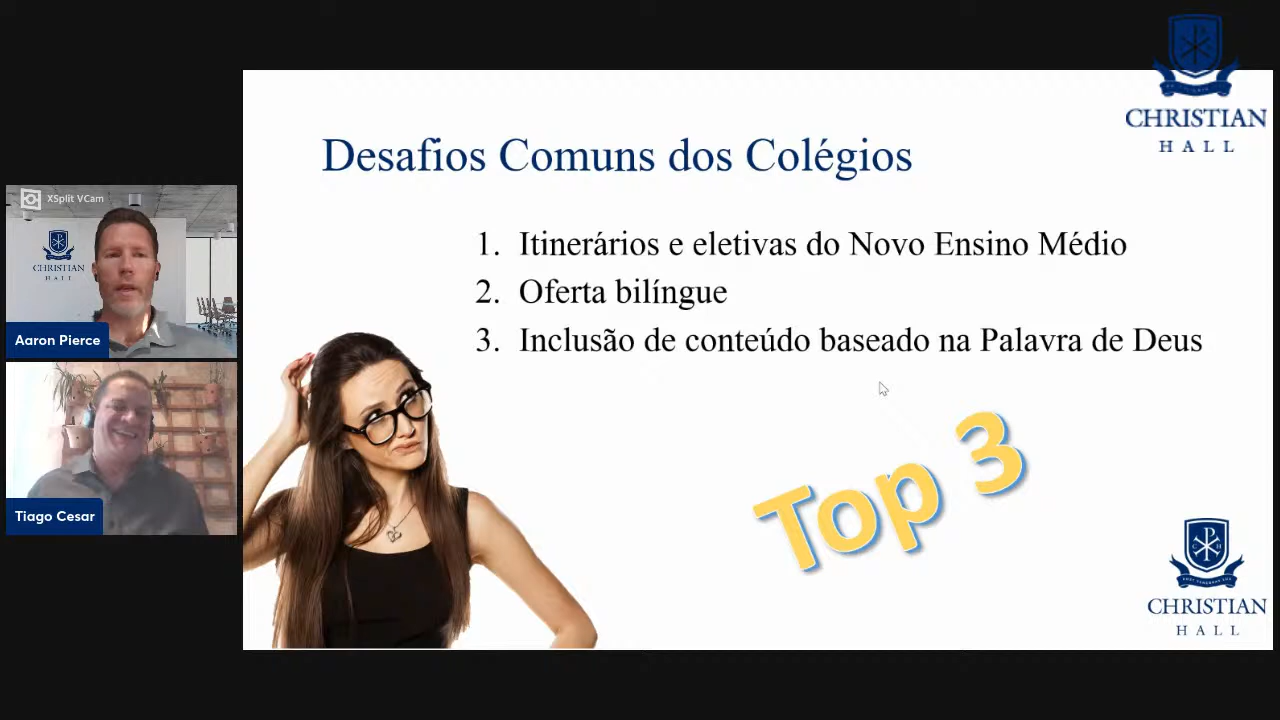 CHRISTIAN
HALL
Desafios Comuns dos Colégios
1. Itinerários e eletivas do Novo Ensino Médio
2. Oferta bilíngue
3. Inclusão de conteúdo baseado na Palavra de Deus
Top 3
XSplit VCam
CHRISTIAN
HALL
Aaron Pierce
Tiago Cesar
CHRISTIAN
HALL